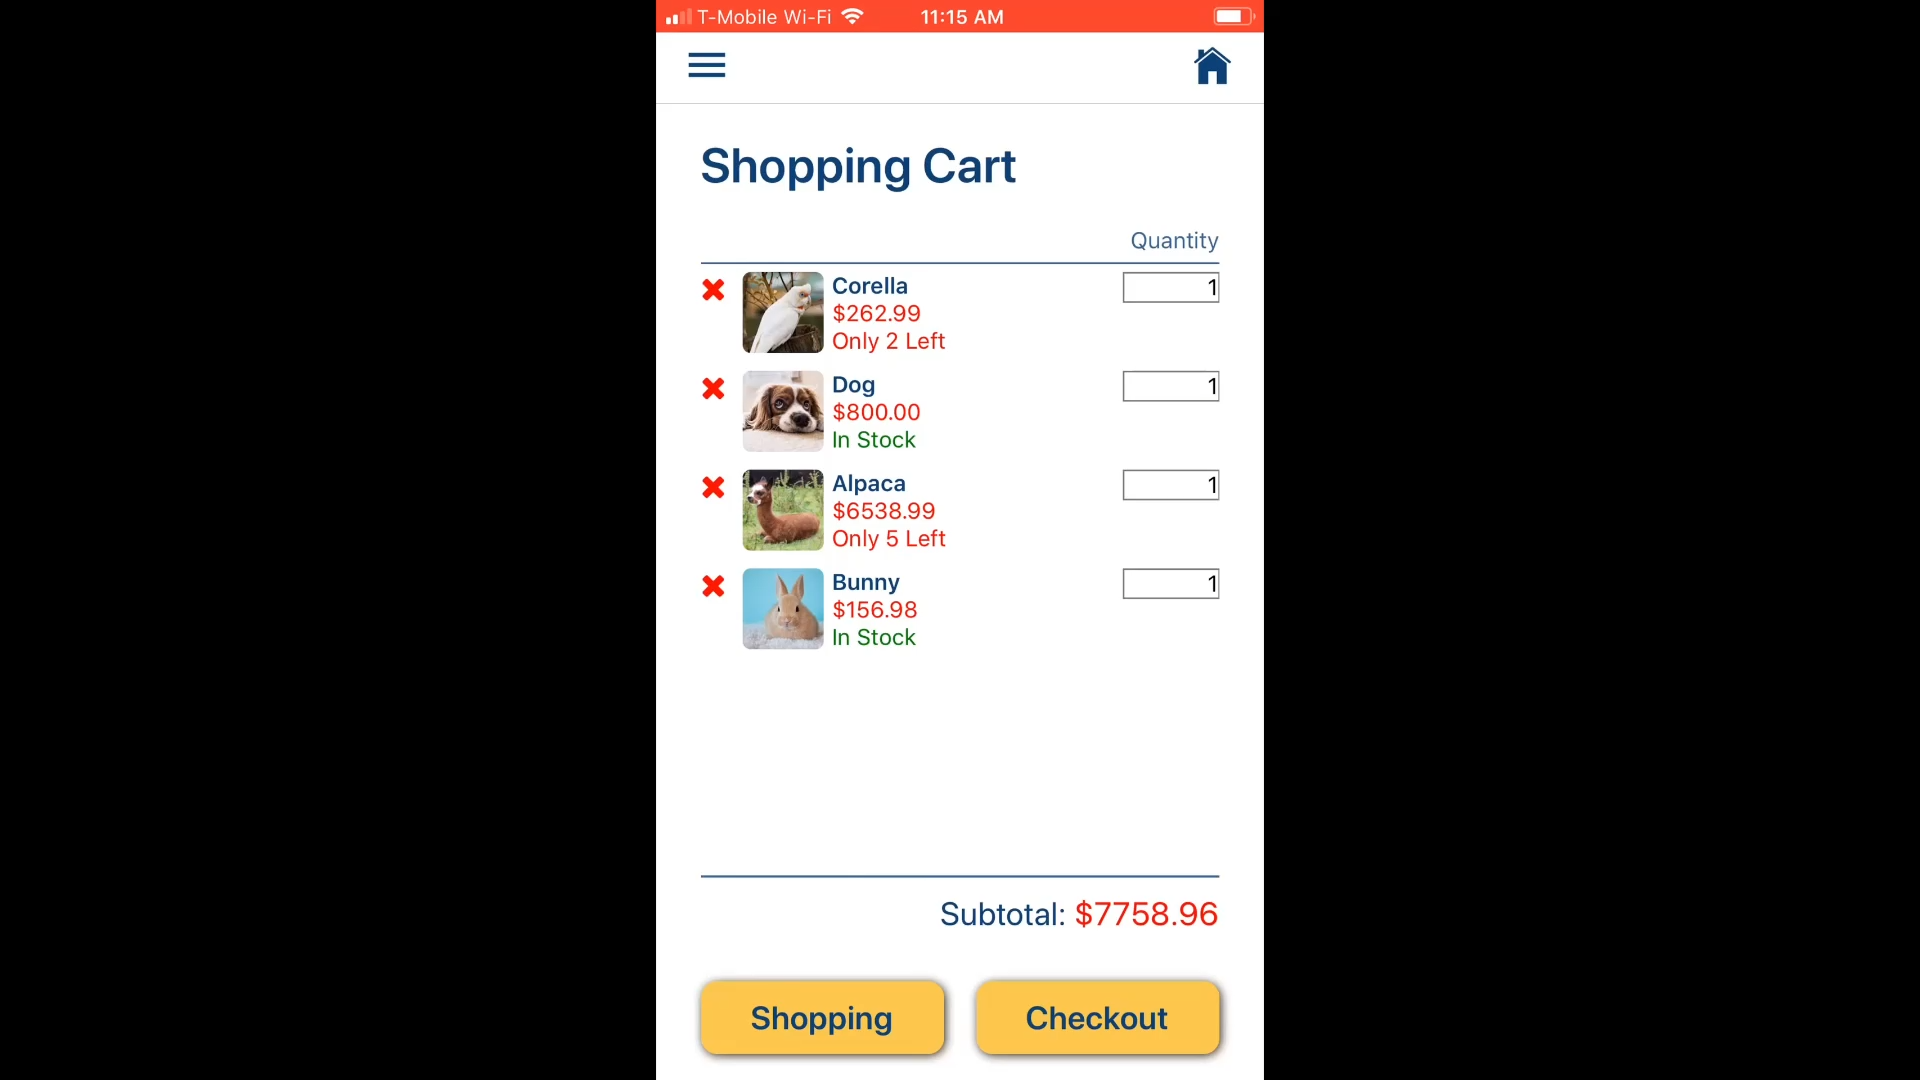 T-Mobile Wi-Fi 11:15 AM
Shopping Cart
Quantity
Corella 1
$262.99
Only 2 Left
Dog 1
$800.00
In Stock
Alpaca 1
$6538.99
Only 5 Left
Bunny 1
$156.98
In Stock
Subtotal: $7758.96
Shopping Checkout